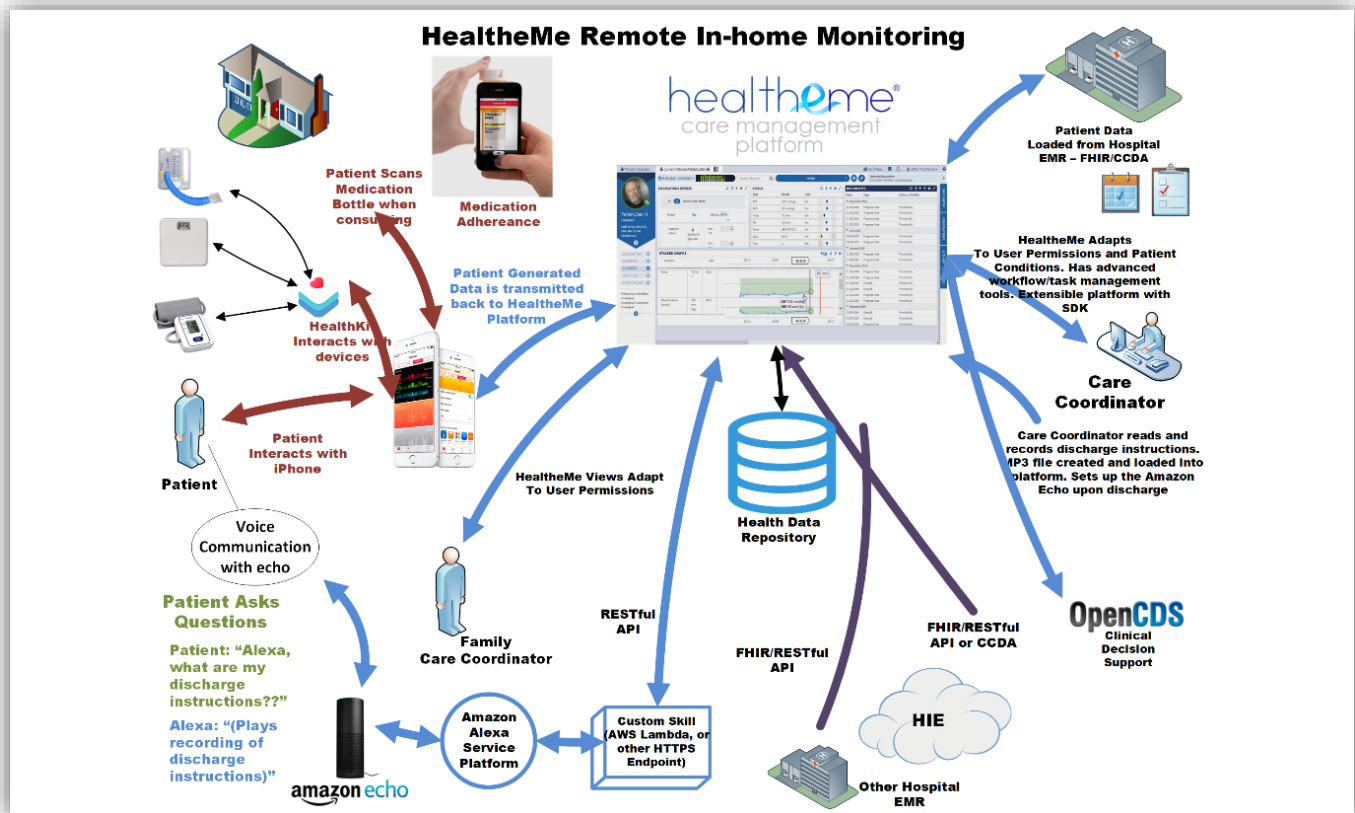 HealtheMe Remote In-home Monitoring
healtheme®
care management
platform
Patient Scans
Medication
Bottle when
consuming
Medication
Adhereance
Patient Data
Loaded from Hospital
EMR – FHIR/CCDA
HealtheMe Adapts
To User Permissions and Patient
Conditions. Has advanced
workflow/task management
tools. Extensible platform with
SDK
Patient Generated
Data is transmitted
back to HealtheMe
Platform
HealthKit
Interacts with
devices
Care
Coordinator
Care Coordinator reads and
records discharge instructions.
MP3 file created and loaded into
platform. Sets up the Amazon
Echo upon discharge
Patient
Interacts with
iPhone
Patient
HealtheMe Views Adapt
To User Permissions
Health Data
Repository
Voice
Communication
with echo
Patient Asks
Questions
Patient: “Alexa,
what are my
discharge
instructions??”
Alexa: “(Plays
recording of
discharge
instructions)”
amazon echo
Family
Care Coordinator
RESTful
API
FHIR/RESTful
API
FHIR/RESTful
API or CCDA
OpenCDS
Clinical
Decision
Support
Amazon
Alexa
Service
Platform
Custom Skill
(AWS Lambda, or
other HTTPS
Endpoint)
HIE
Other Hospital
EMR